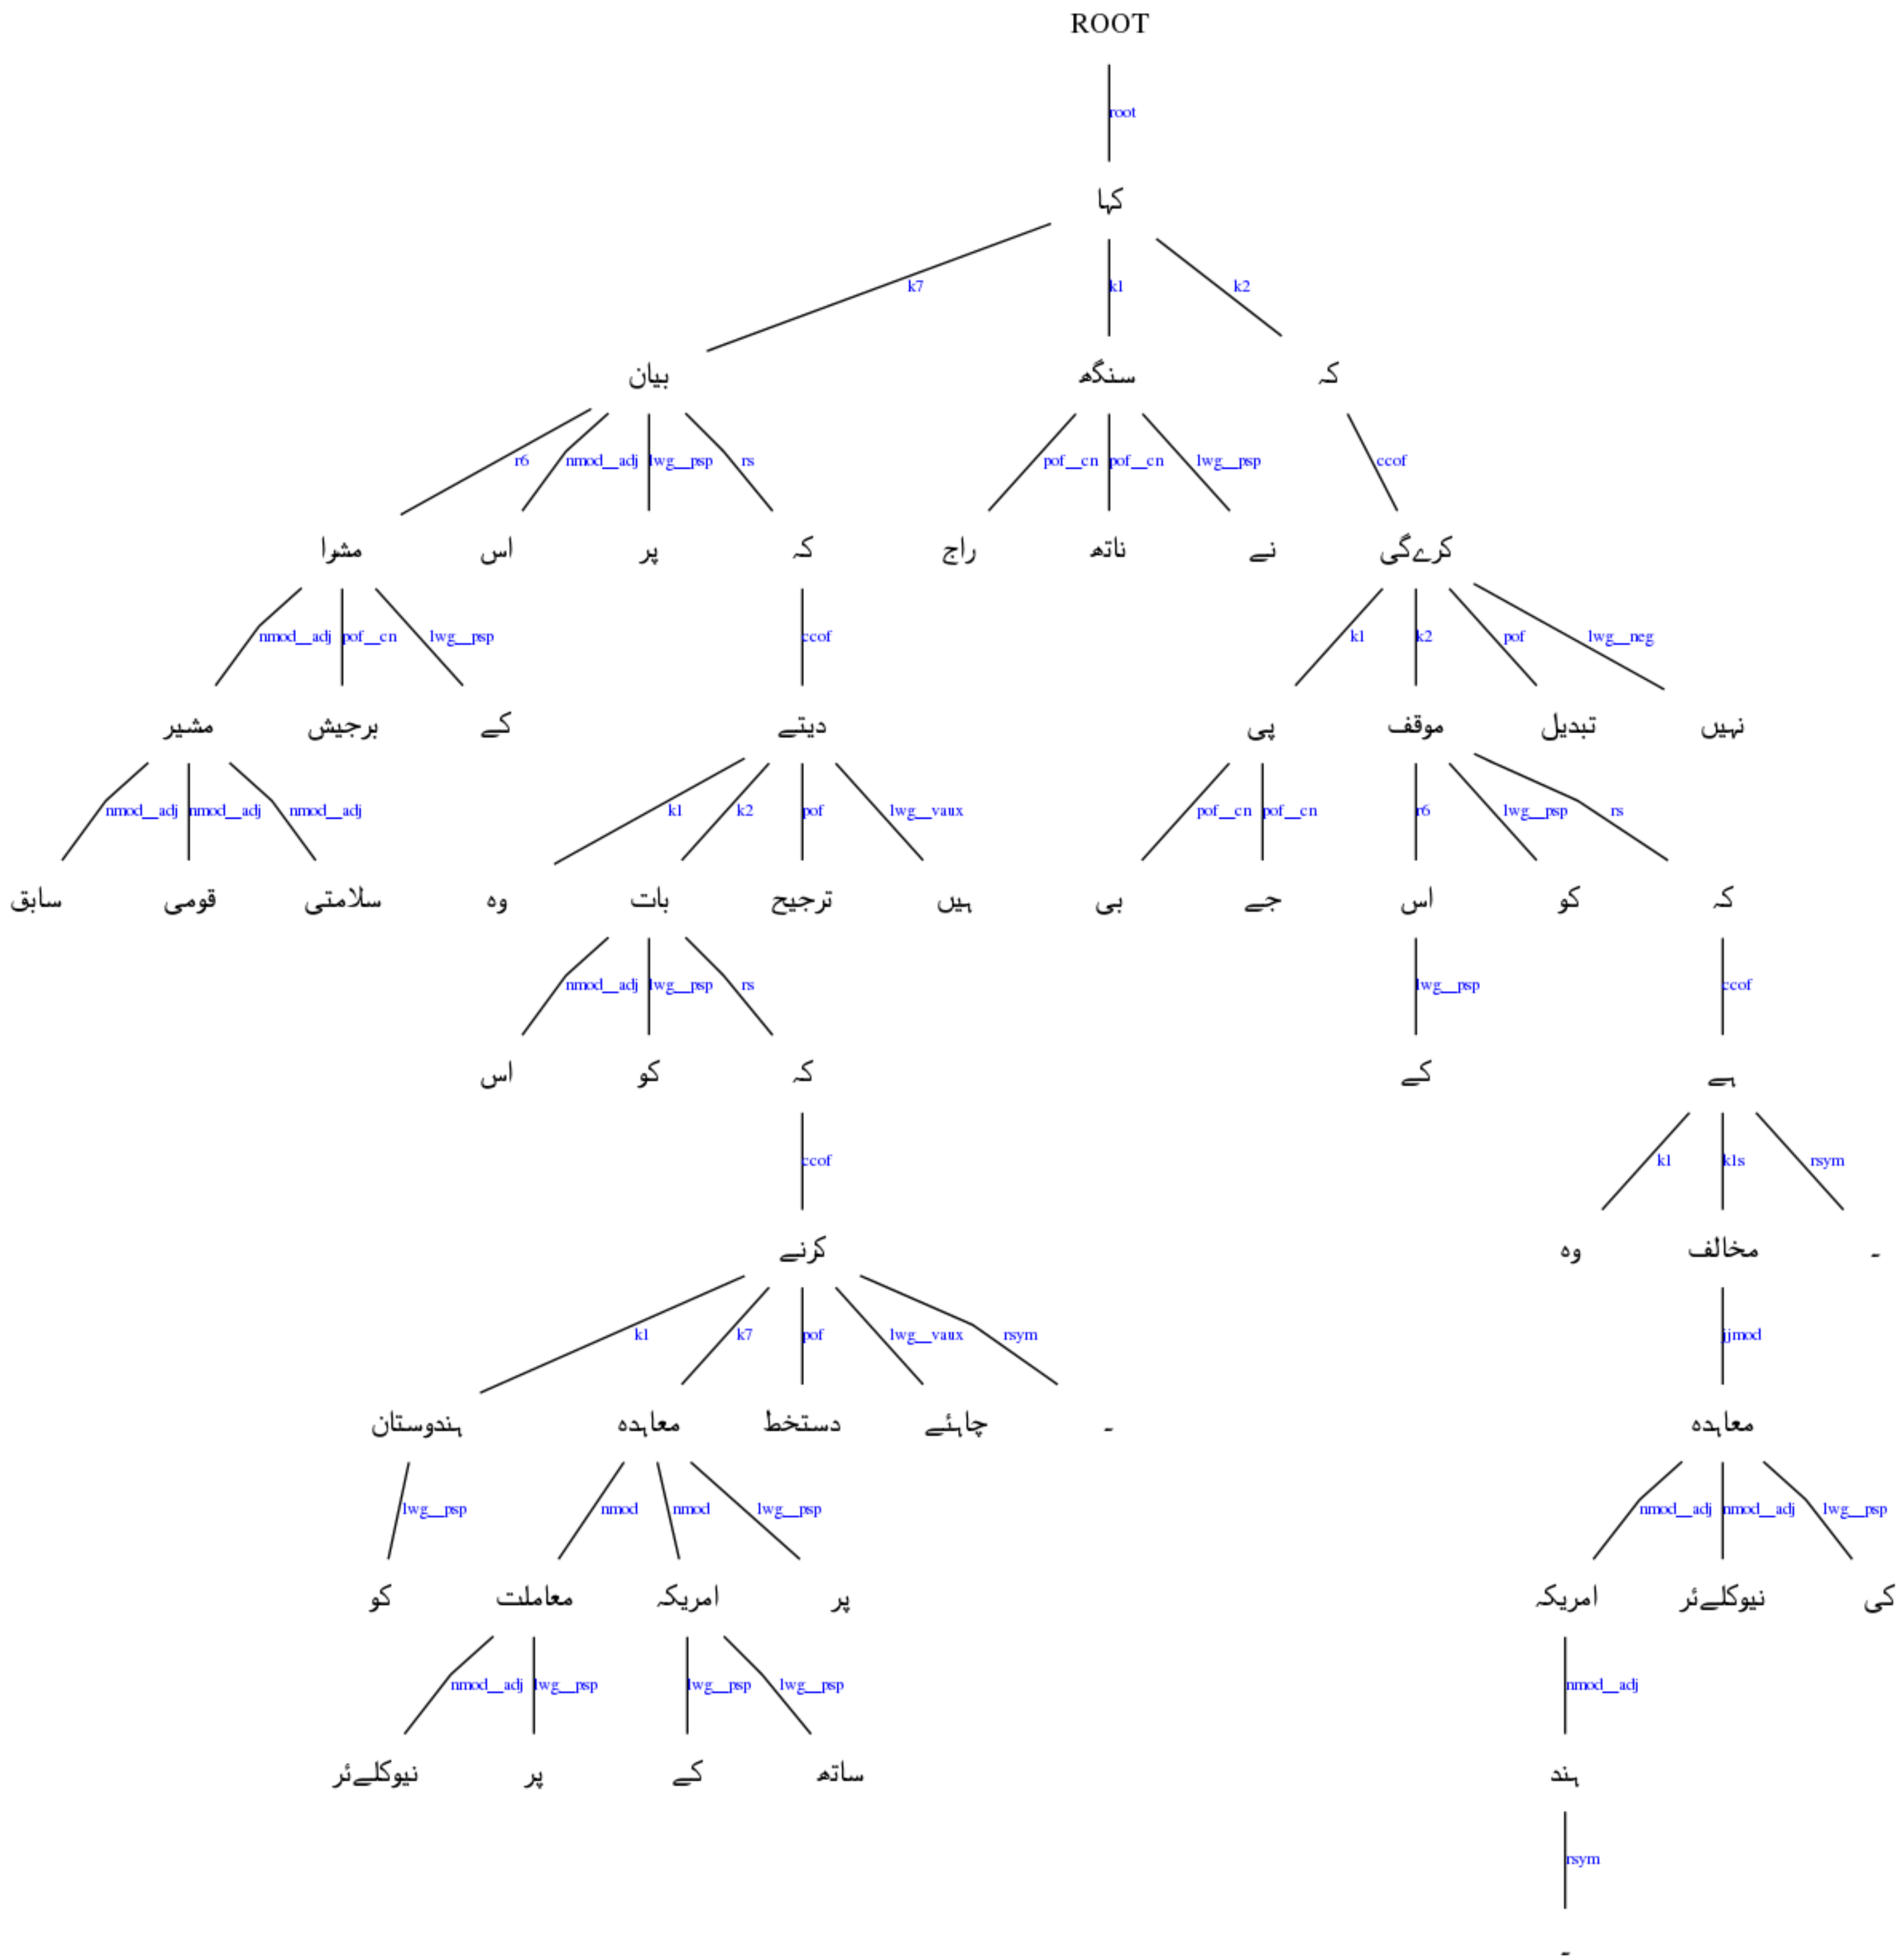 ROOT
root
کہا
k7 k1 k2
بیان سنگھ کہ
r6 nmod__adj lwg__psp rs pof__cn pof__cn lwg__psp ccof
مشرا اس پر کہ راج ناتھ نے کرےگی
nmod__adj pof__cn lwg__psp ccof k1 k2 pof lwg__neg
مشیر برجیش کے دیتے پی موقف تبدیل نہیں
nmod__adj nmod__adj nmod__adj k1 k2 pof lwg__vaux pof__cn pof__cn r6 lwg__psp rs
سابق قومی سلامتی وہ بات ترجیح ہیں بی جے اس کو کہ
nmod__adj lwg__psp rs lwg__psp ccof
اس کو کہ کے ہے
ccof k1 k1s rsym
کرنے وہ مخالف ۔
k1 k7 pof lwg__vaux rsym jjmod
ہندوستان معاہدہ دستخط چاہئے ۔ معاہدہ
lwg__psp nmod nmod lwg__psp nmod__adj nmod__adj lwg__psp
کو معاملت امریکہ پر امریکہ نیوکلےئر کی
nmod__adj lwg__psp lwg__psp lwg__psp nmod__adj
نیوکلےئر پر کے ساتھ ہند
rsym
۔